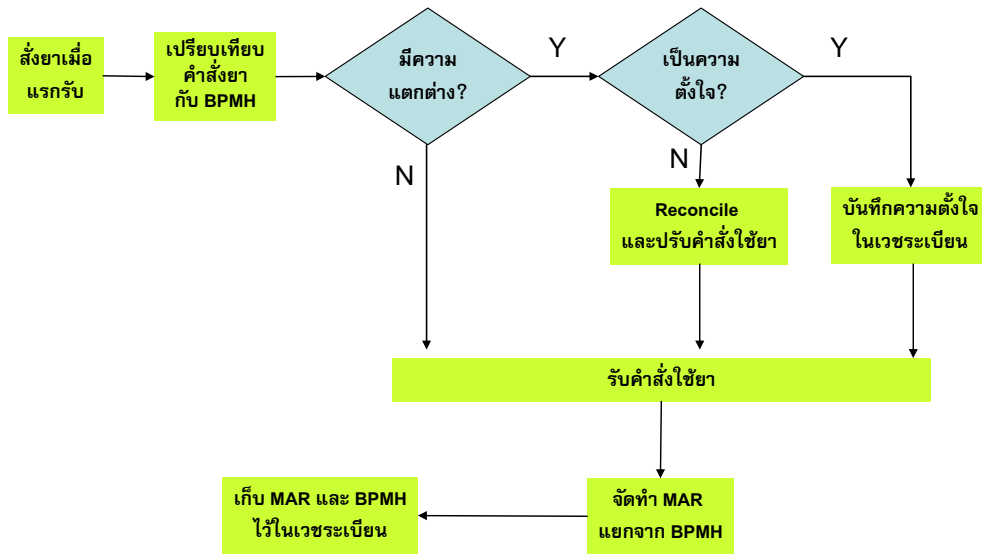 สั่งยาเมื่อ
แรกรับ
เปรียบเทียบ
คำสั่งยา
กับ BPMH
มีความ
แตกต่าง?
Y
เป็นความ
ตั้งใจ?
Y
N
N
Reconcile
และปรับคำสั่งใช้ยา
บันทึกความตั้งใจ
ในเวชระเบียน
รับคำสั่งใช้ยา
เก็บ MAR และ BPMH
ไว้ในเวชระเบียน
จัดทำ MAR
แยกจาก BPMH